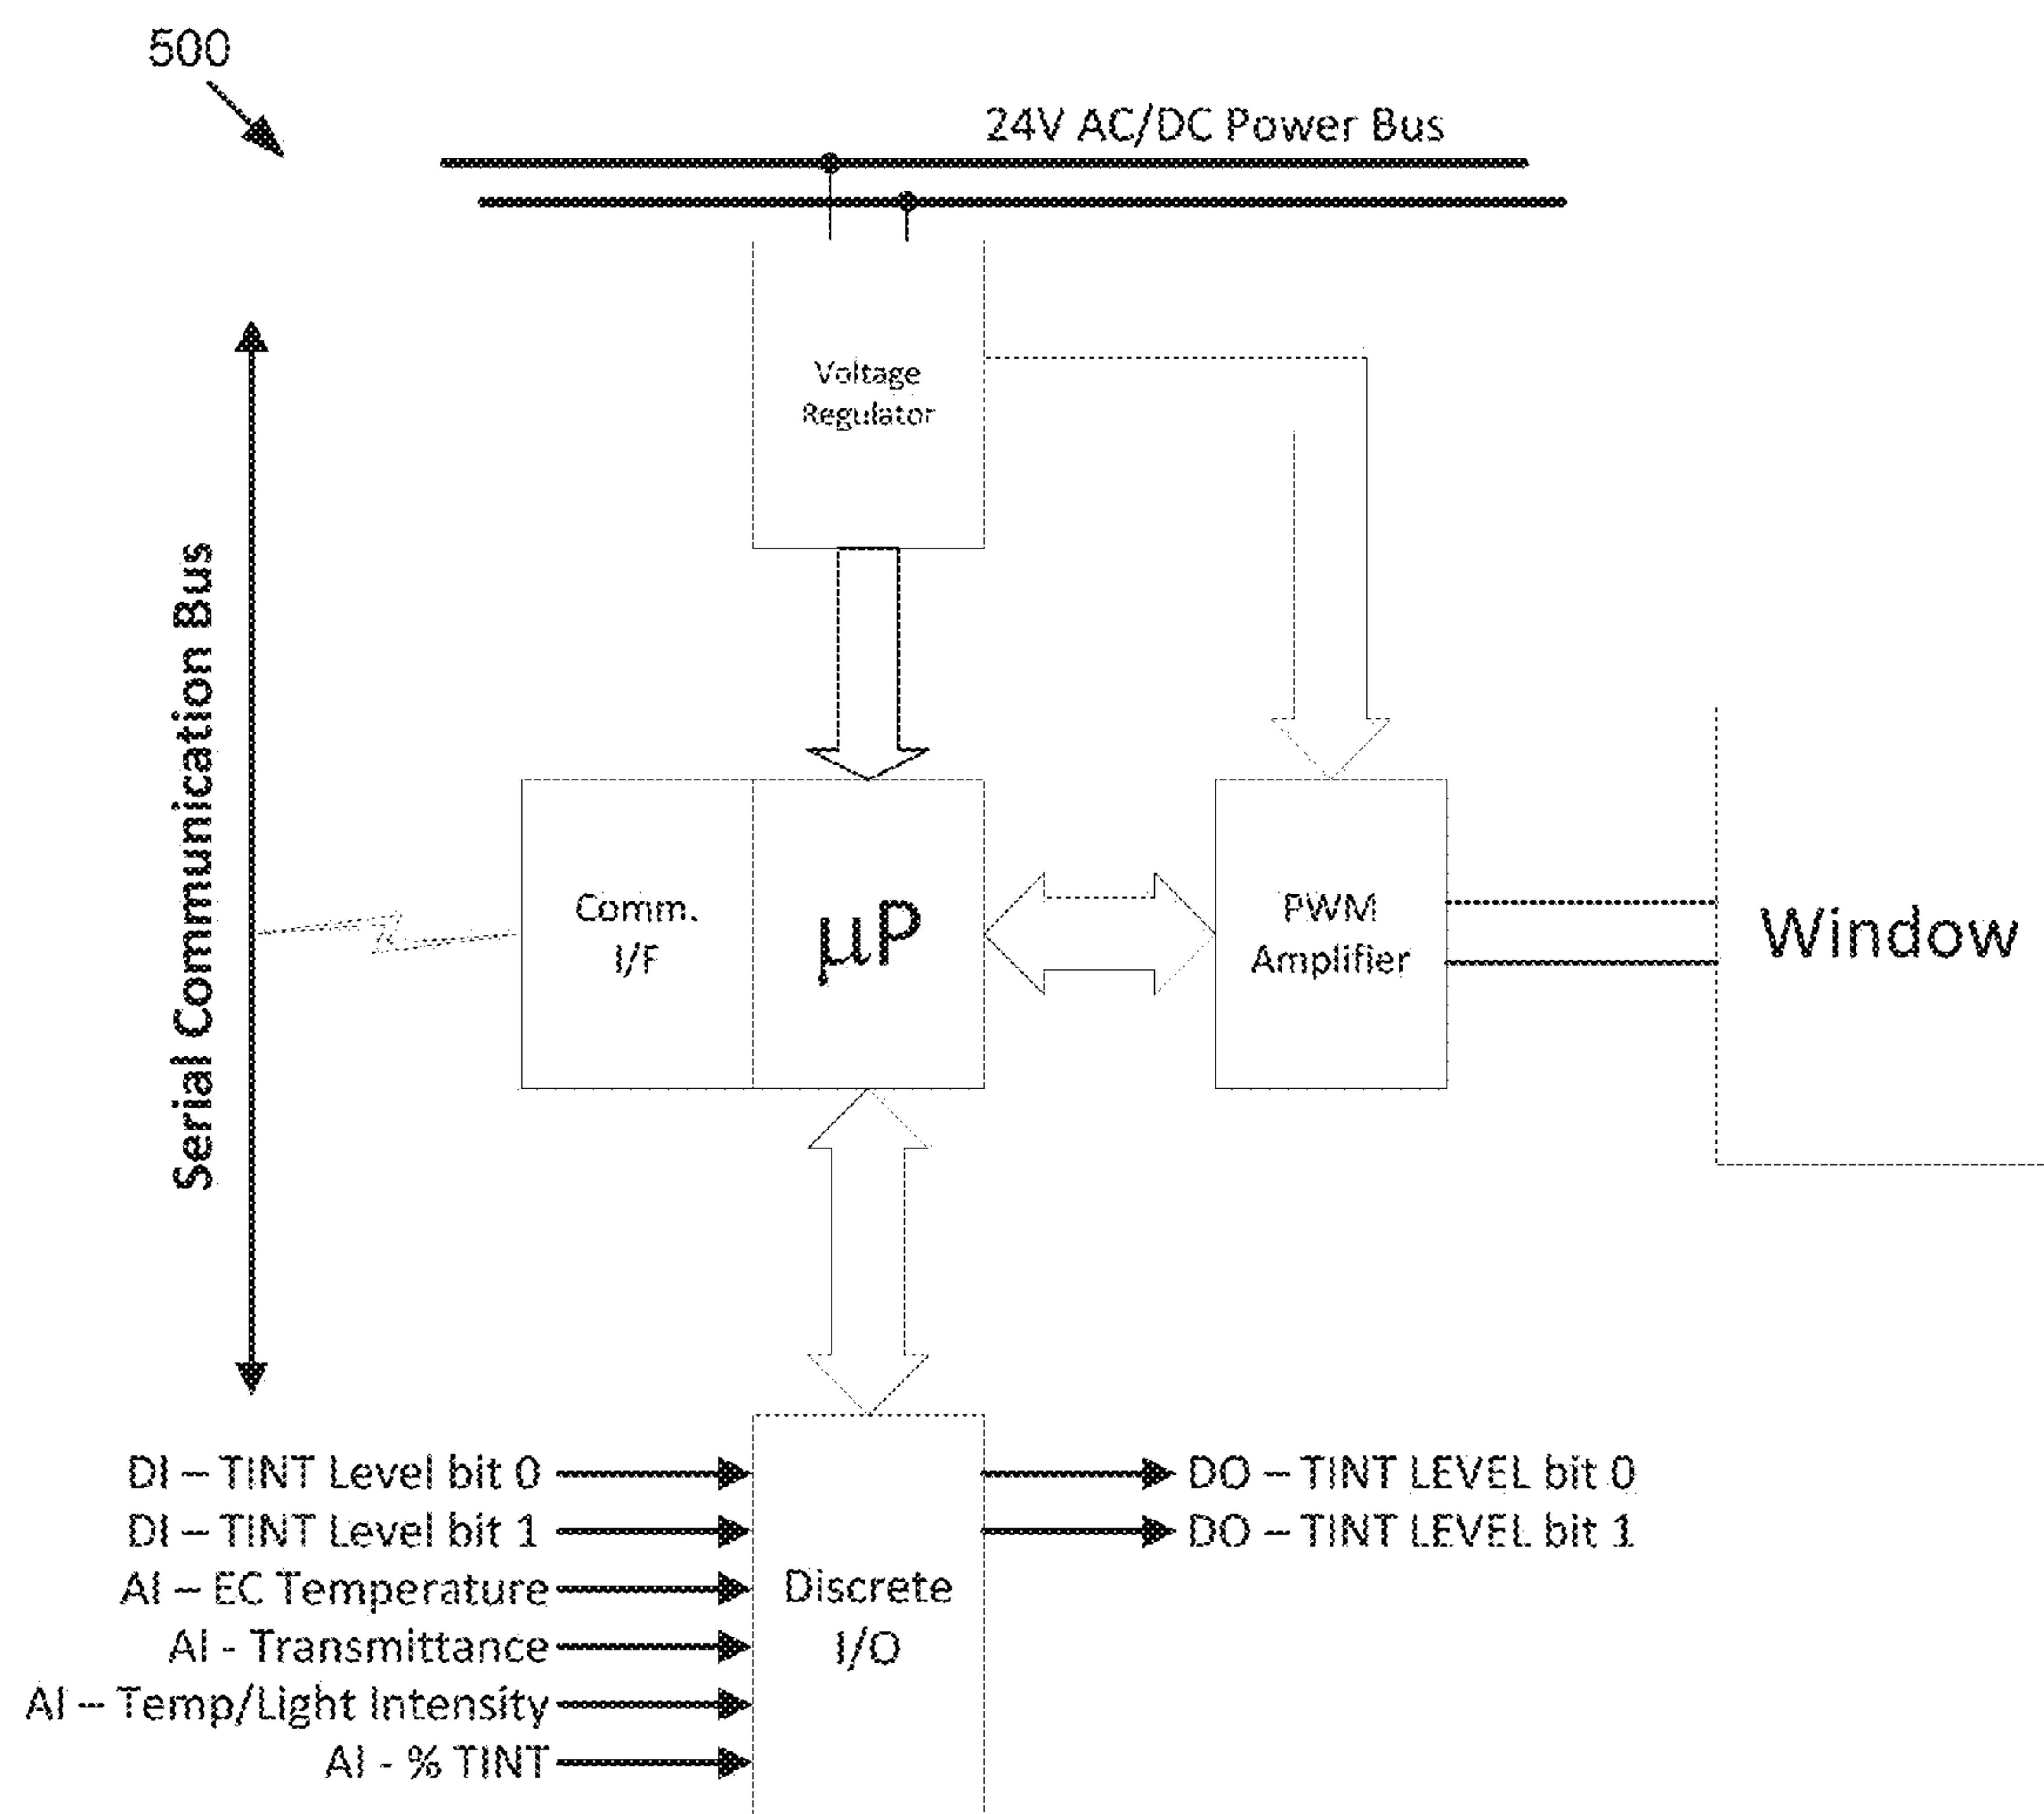 500
24V AC/DC Power Bus
Voltage
Regulator
Serial Communication Bus
Comm.
I/F
µP
PWM
Amplifier
Window
DI – TINT Level bit 0
DI – TINT Level bit 1
AI – EC Temperature
AI - Transmittance
AI – Temp/Light Intensity
AI - % TINT
Discrete
I/O
DO – TINT LEVEL bit 0
DO – TINT LEVEL bit 1